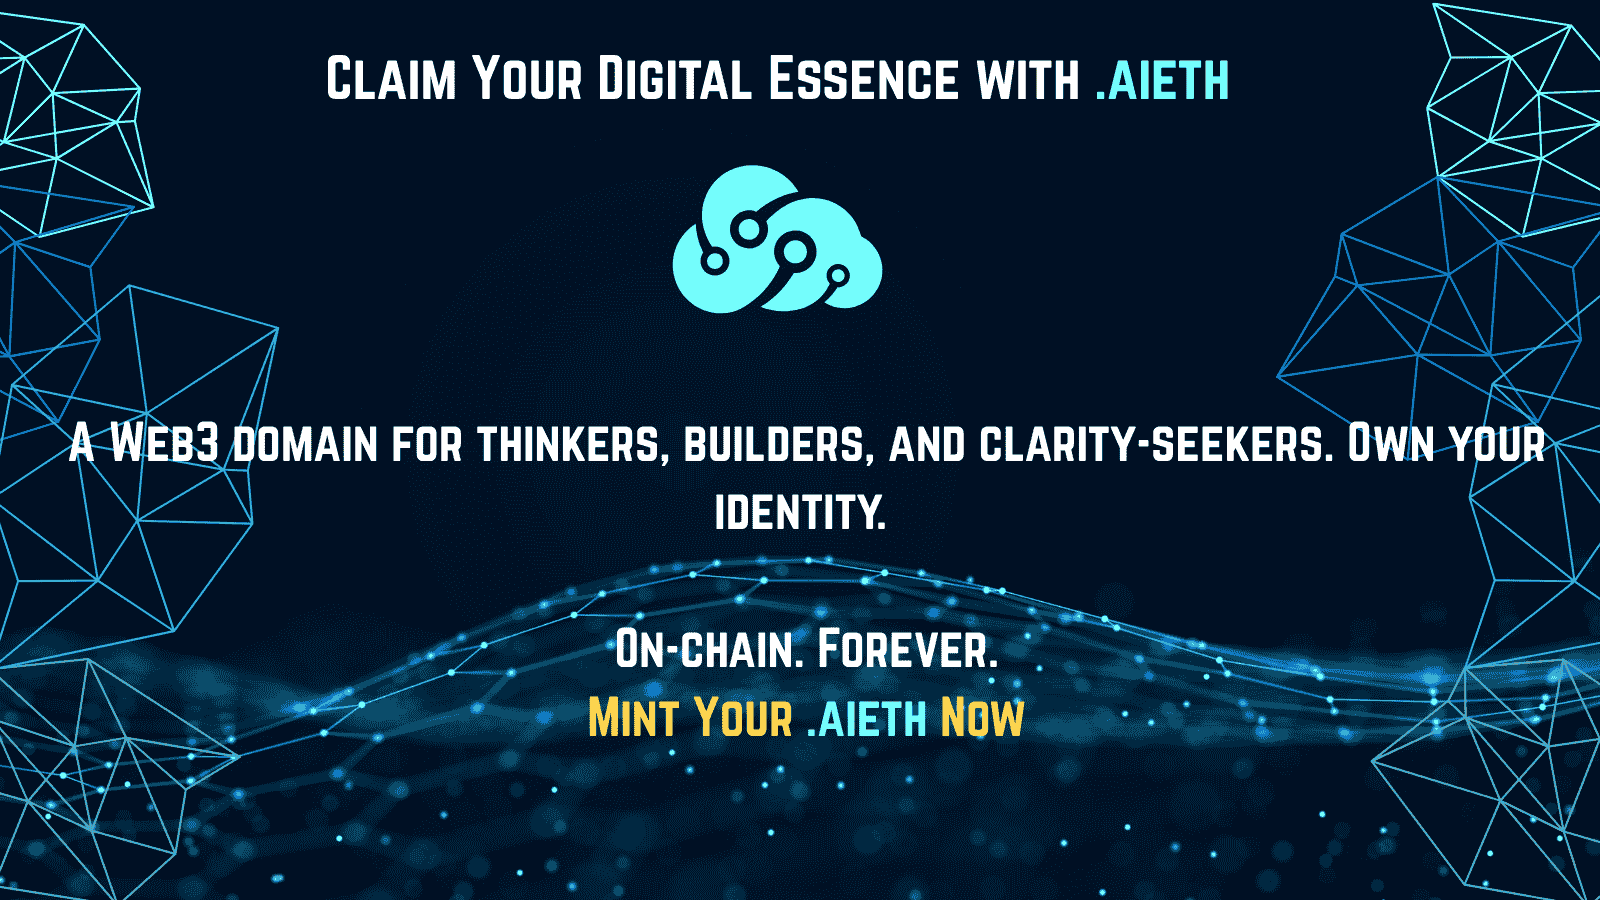 Claim Your Digital Essence with .aieth
A Web3 domain for thinkers, builders, and clarity-seekers. Own your
identity.
On-chain. Forever.
Mint Your .aieth Now